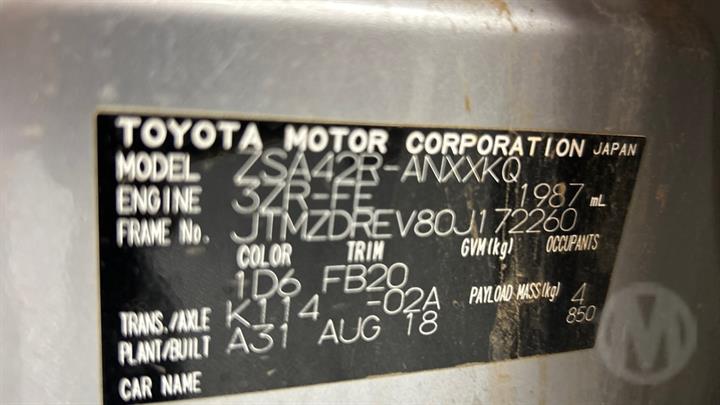 TOYOTA MOTOR CORPORATION JAPAN
MODEL ZSA42R-ANXXKQ
ENGINE 3ZR-FE 1987 mL
FRAME No. JTMZDREV80J172260
COLOR TRIM GVM(kg) OCCUPANTS
1D6 FB20 4
TRANS./AXLE K114 -02A PAYLOAD MASS(kg) 850
PLANT/BUILT A31 AUG 18
CAR NAME
M